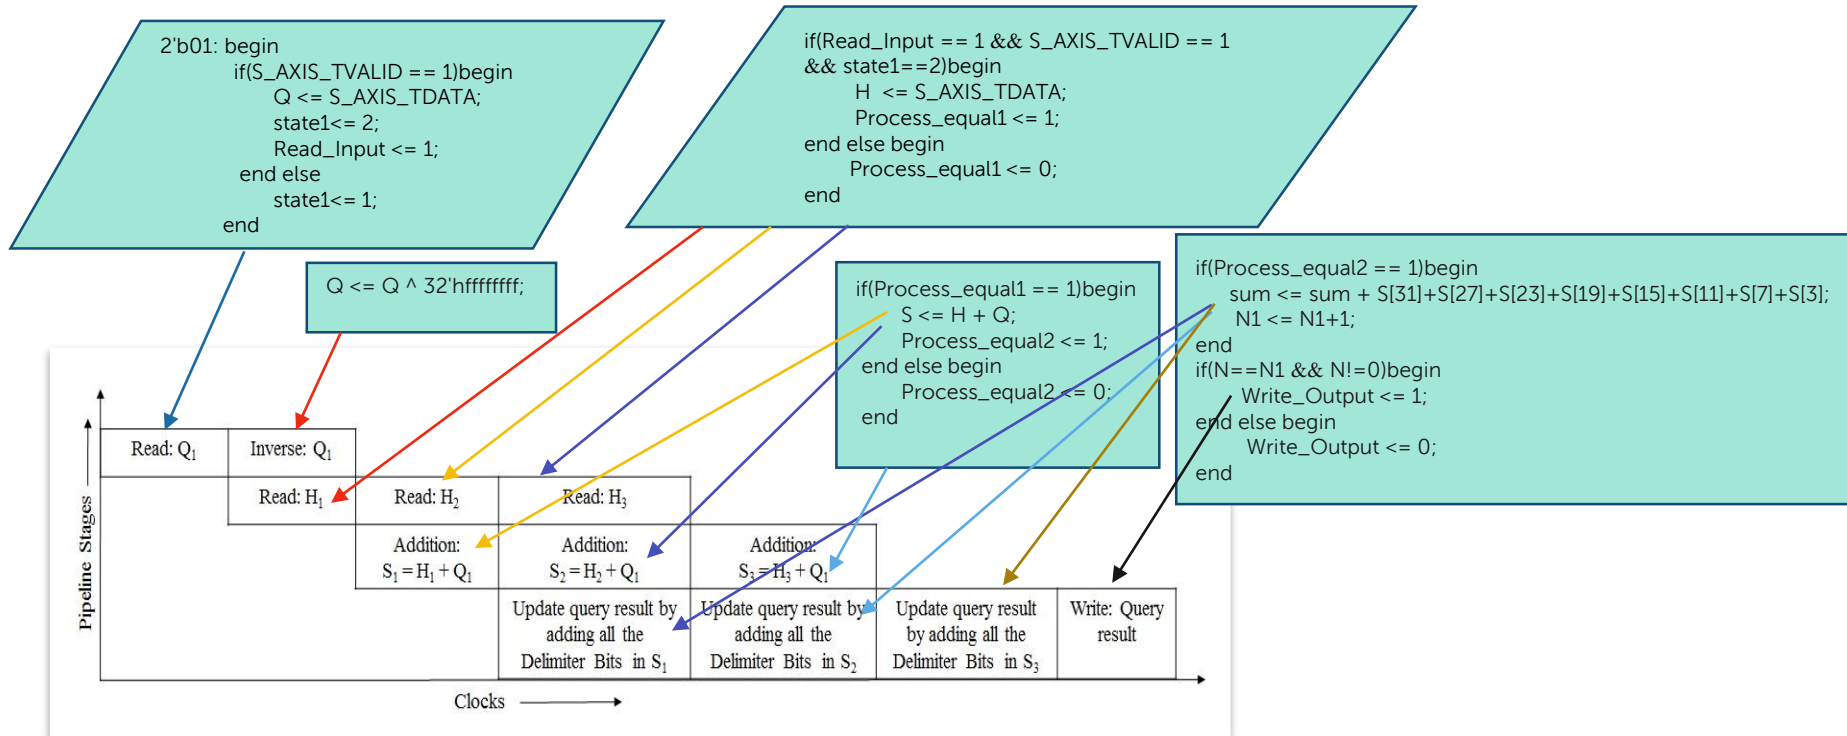 2'b01: begin
if(S_AXIS_TVALID == 1)begin
Q <= S_AXIS_TDATA;
state1<= 2;
Read_Input <= 1;
end else
state1<= 1;
end
if(Read_Input == 1 && S_AXIS_TVALID == 1
&& state1==2)begin
H <= S_AXIS_TDATA;
Process_equal1 <= 1;
end else begin
Process_equal1 <= 0;
end
Q <= Q ^ 32'hffffffff;
if(Process_equal1 == 1)begin
S <= H + Q;
Process_equal2 <= 1;
end else begin
Process_equal2 <= 0;
end
if(Process_equal2 == 1)begin
sum <= sum + S[31]+S[27]+S[23]+S[19]+S[15]+S[11]+S[7]+S[3];
N1 <= N1+1;
end
if(N==N1 && N!=0)begin
Write_Output <= 1;
end else begin
Write_Output <= 0;
end
Pipeline Stages
Read: Q1
Inverse: Q1
Read: H1
Read: H2
Read: H3
Addition:
S1 = H1 + Q1
Addition:
S2 = H2 + Q1
Addition:
S3 = H3 + Q1
Update query result by
adding all the
Delimiter Bits in S1
Update query result by
adding all the
Delimiter Bits in S2
Update query result
by adding all the
Delimiter Bits in S3
Write: Query
result
Clocks